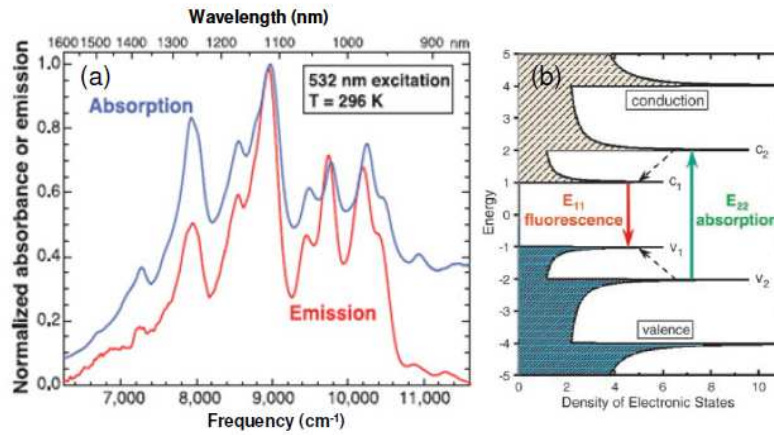 Wavelength (nm)
1600 1500 1400 1300 1200 1100 1000 900 nm
(a)
532 nm excitation
T = 296 K
Absorption
Emission
Normalized absorbance or emission
1.0
0.8
0.6
0.4
0.2
0.0
7,000 8,000 9,000 10,000 11,000
Frequency (cm⁻¹)
(b)
conduction
C₂
C₁
E₁₁
fluorescence
E₂₂
absorption
V₁
V₂
valence
Energy
5
4
3
2
1
0
-1
-2
-3
-4
-5
0 2 4 6 8 10
Density of Electronic States